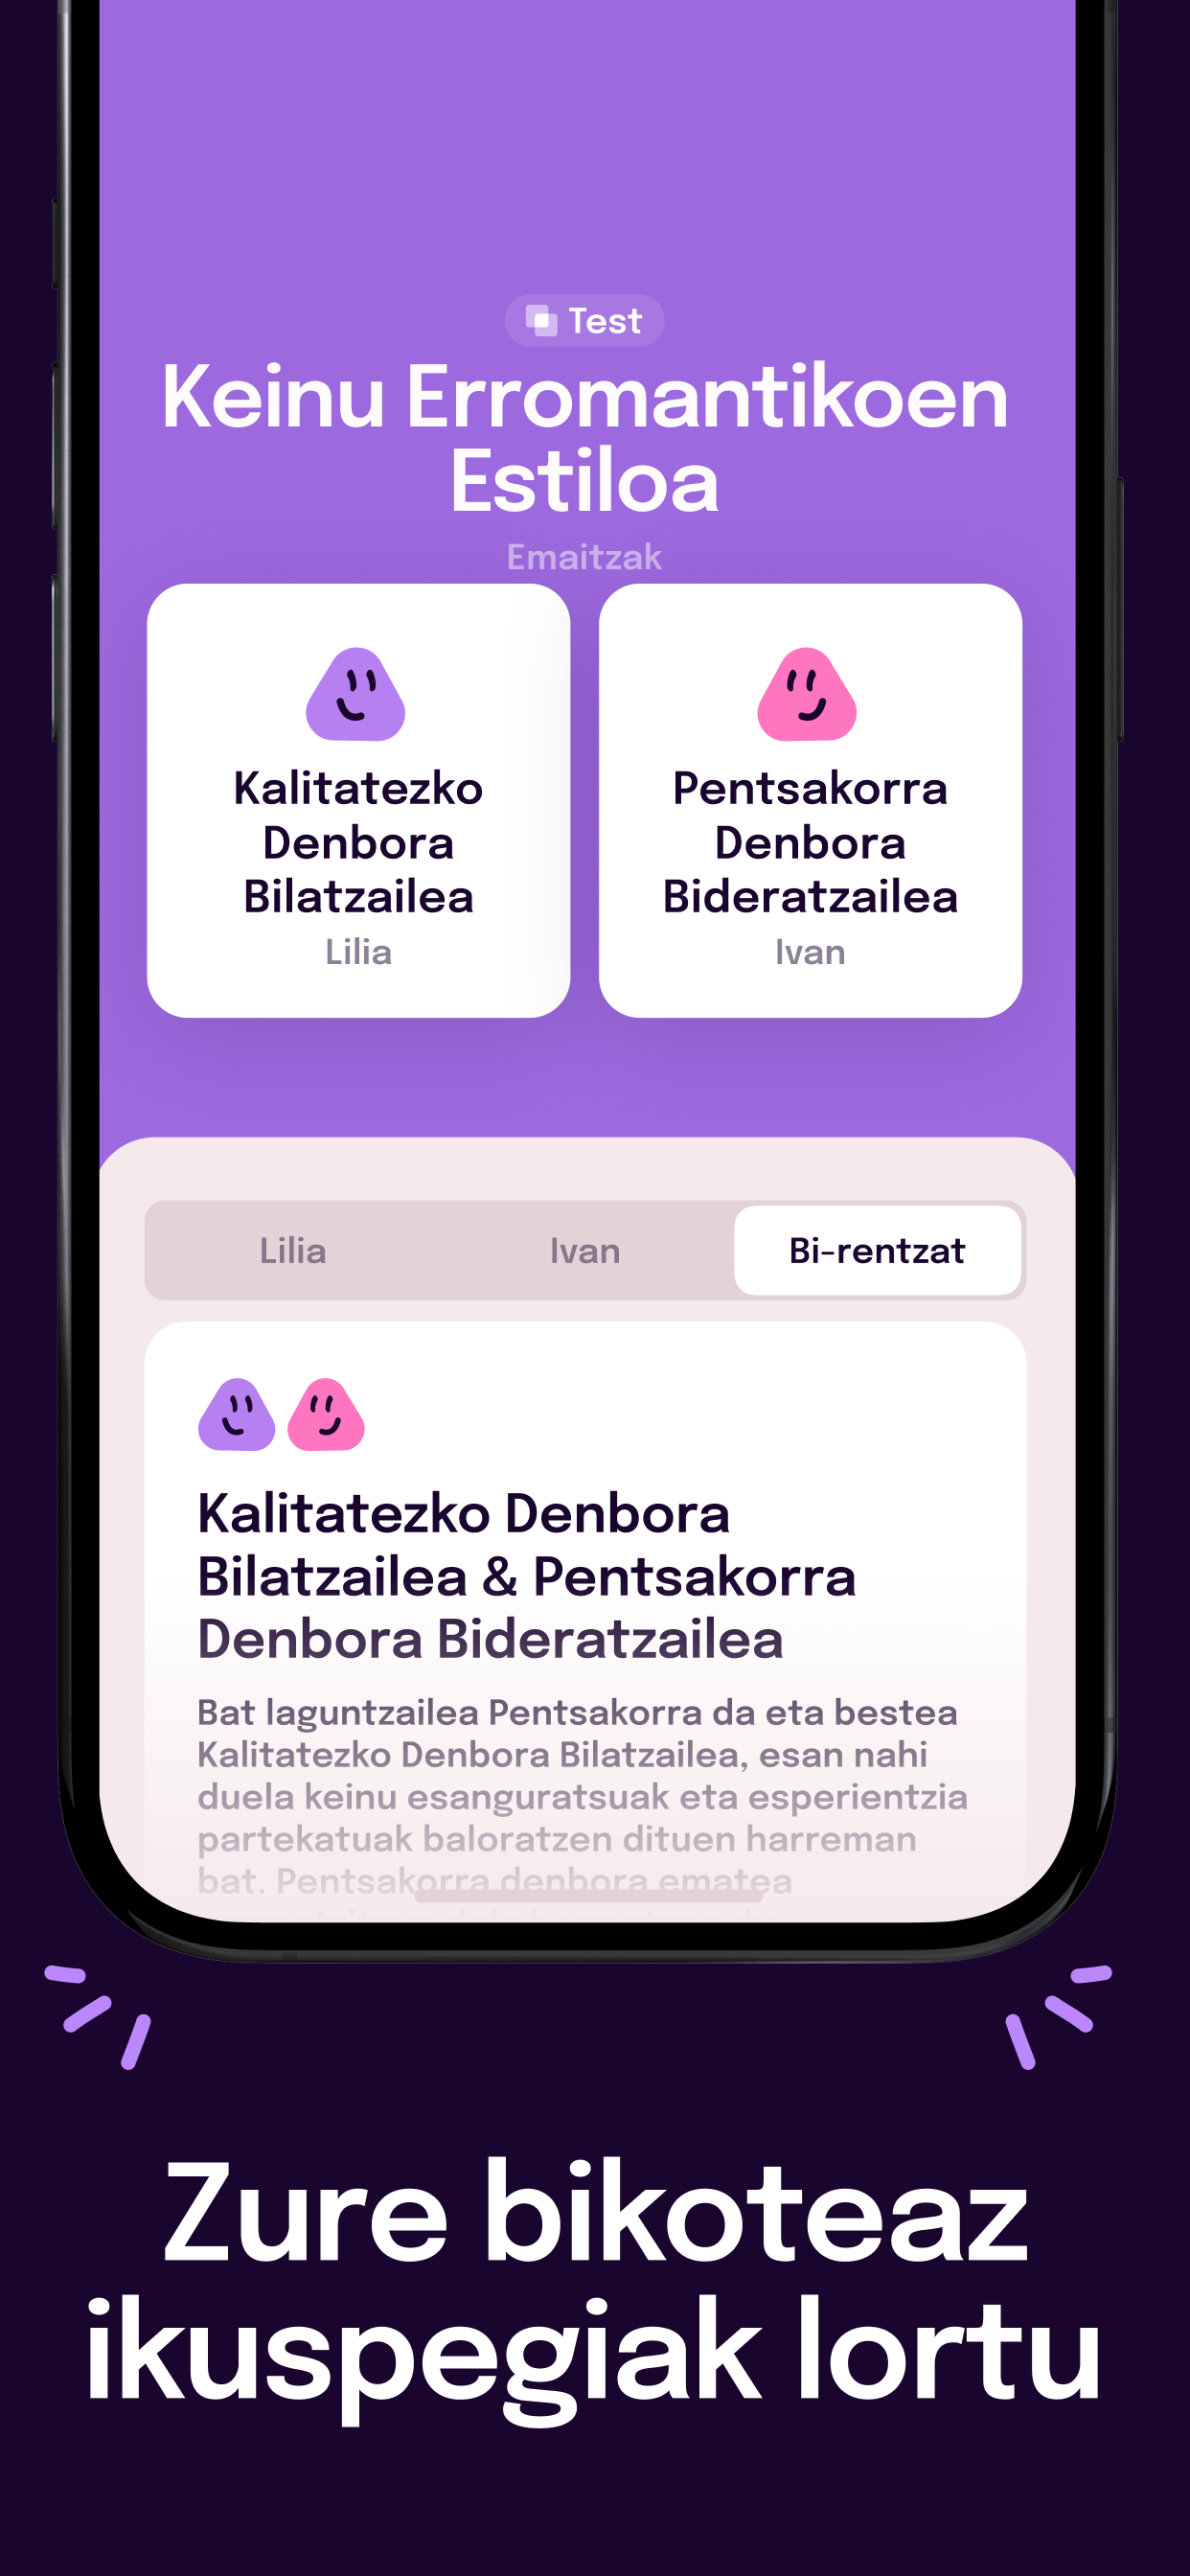 Test
Keinu Erromantikoen
Estiloa
Emaitzak
Kalitatezko
Denbora
Bilatzailea
Lilia
Pentsakorra
Denbora
Bideratzailea
Ivan
Lilia
Ivan
Bi-rentzat
Kalitatezko Denbora
Bilatzailea & Pentsakorra
Denbora Bideratzailea
Bat laguntzailea Pentsakorra da eta bestea
Kalitatezko Denbora Bilatzailea, esan nahi
duela keinu esanguratsuak eta esperientzia
partekatuak baloratzen dituen harreman
bat. Pentsakorra denbora ematea
Zure bikoteaz
ikuspegiak lortu